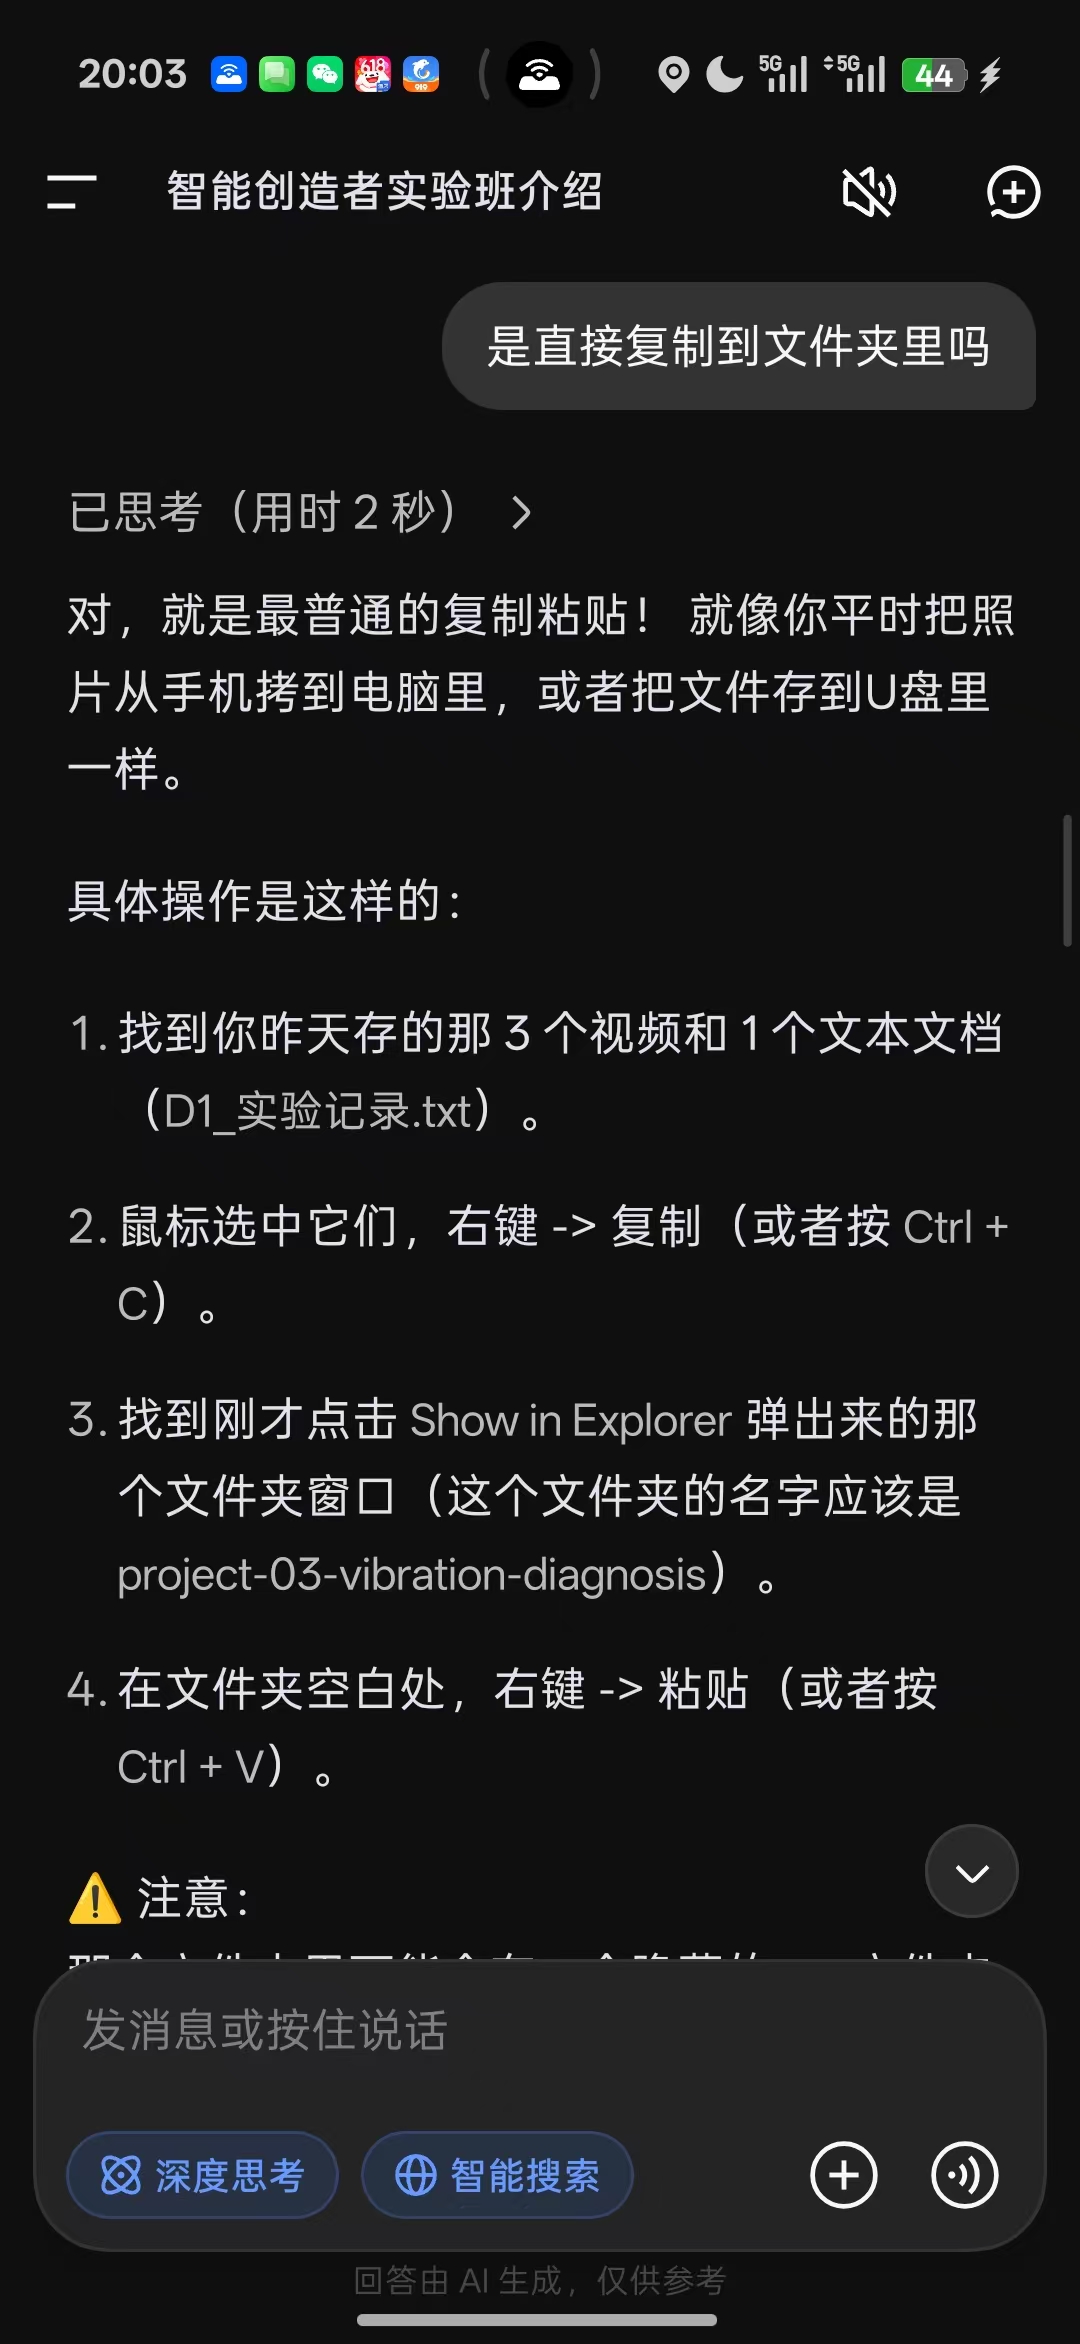 20:03
618
919
5G
5G
44
智能创造者实验班介绍
是直接复制到文件夹里吗
已思考（用时 2 秒）
对，就是最普通的复制粘贴！ 就像你平时把照
片从手机拷到电脑里，或者把文件存到U盘里
一样。
具体操作是这样的：
1. 找到你昨天存的那 3 个视频和 1 个文本文档
（D1_实验记录.txt）。
2. 鼠标选中它们，右键 -> 复制（或者按 Ctrl +
C）。
3. 找到刚才点击 Show in Explorer 弹出来的那
个文件夹窗口（这个文件夹的名字应该是
project-03-vibration-diagnosis）。
4. 在文件夹空白处，右键 -> 粘贴（或者按
Ctrl + V）。
注意：
发消息或按住说话
深度思考
智能搜索
回答由 AI 生成，仅供参考